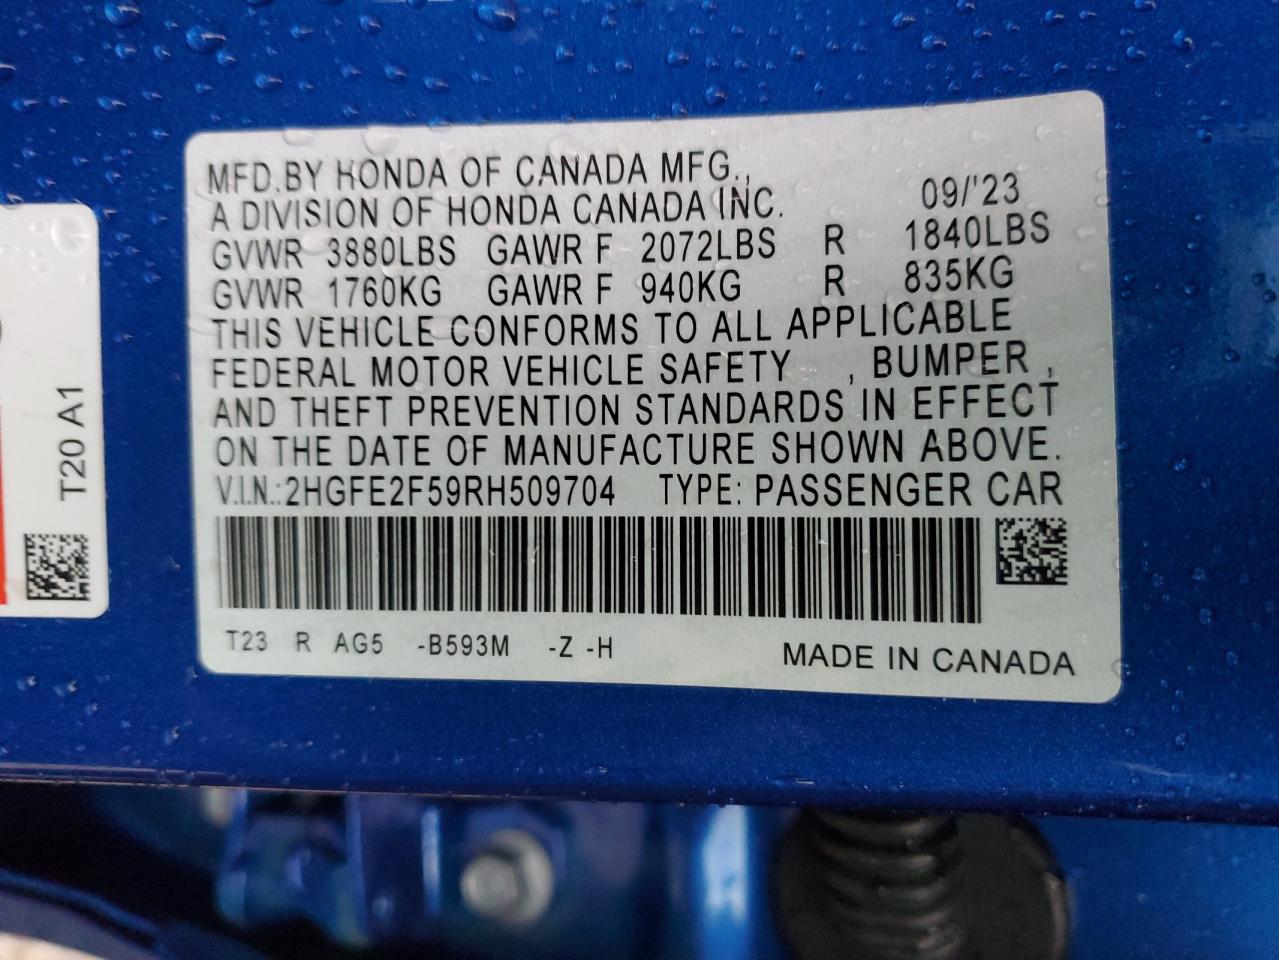 MFD.BY HONDA OF CANADA MFG.,
A DIVISION OF HONDA CANADA INC. 09/'23
GVWR 3880LBS GAWR F 2072LBS R 1840LBS
GVWR 1760KG GAWR F 940KG R 835KG
THIS VEHICLE CONFORMS TO ALL APPLICABLE
FEDERAL MOTOR VEHICLE SAFETY , BUMPER ,
AND THEFT PREVENTION STANDARDS IN EFFECT
ON THE DATE OF MANUFACTURE SHOWN ABOVE.
V.I.N.:2HGFE2F59RH509704 TYPE: PASSENGER CAR
T23 R AG5 -B593M -Z -H
MADE IN CANADA
T20 A1